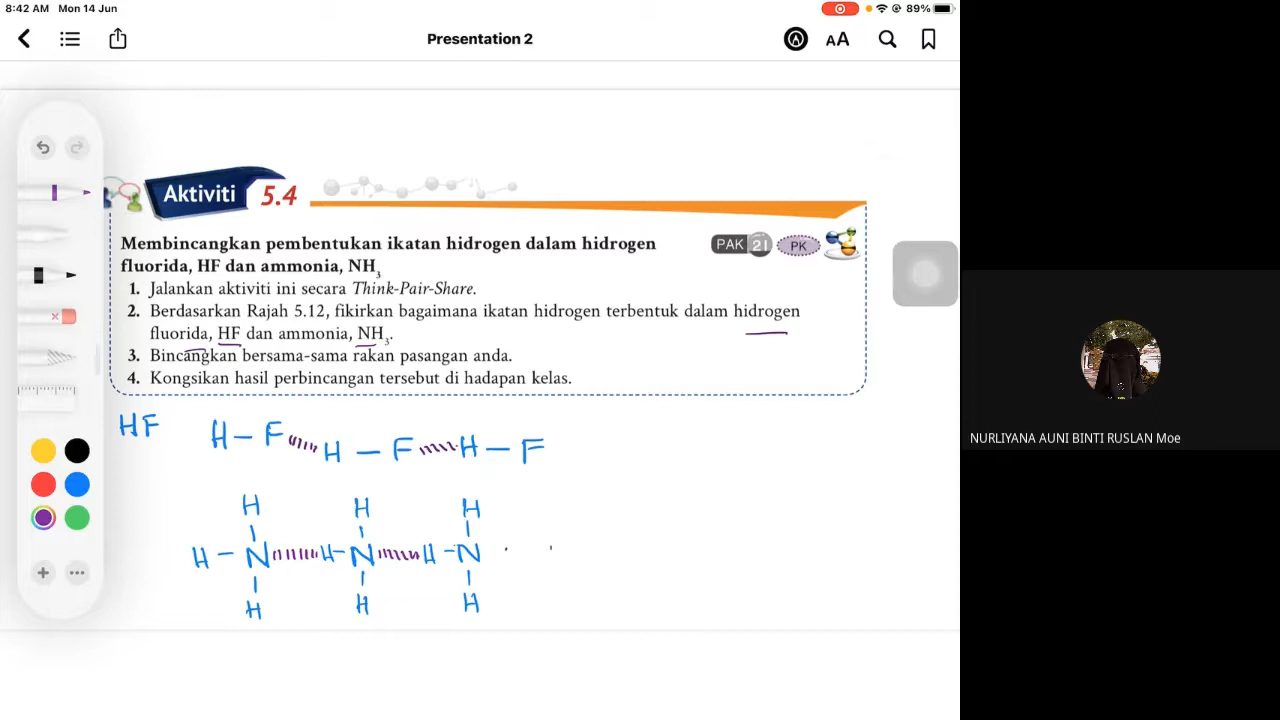 8:42 AM Mon 14 Jun
89%
Presentation 2
AA
Aktiviti 5.4
Membincangkan pembentukan ikatan hidrogen dalam hidrogen
fluorida, HF dan ammonia, NH₃
PAK 21 PK
1. Jalankan aktiviti ini secara Think-Pair-Share.
2. Berdasarkan Rajah 5.12, fikirkan bagaimana ikatan hidrogen terbentuk dalam hidrogen
fluorida, HF dan ammonia, NH₃.
3. Bincangkan bersama-sama rakan pasangan anda.
4. Kongsikan hasil perbincangan tersebut di hadapan kelas.
HF H – F H – F H – F
H H H
H – N H – N H – N
H H H
NURLIYANA AUNI BINTI RUSLAN Moe